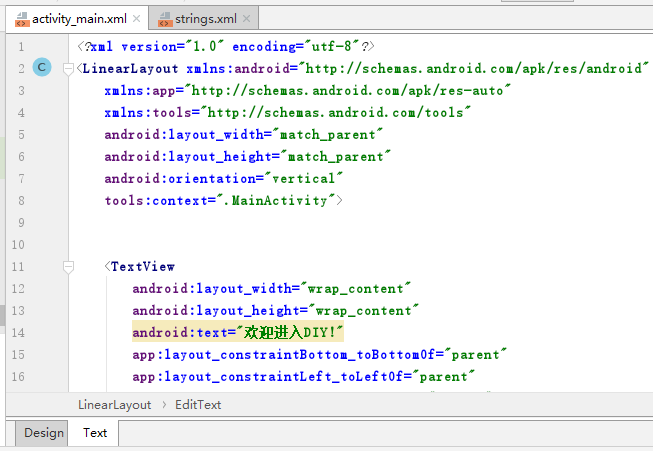 activity_main.xml × strings.xml ×
1 <?xml version="1.0" encoding="utf-8"?>
2 C <LinearLayout xmlns:android="http://schemas.android.com/apk/res/android"
3 xmlns:app="http://schemas.android.com/apk/res-auto"
4 xmlns:tools="http://schemas.android.com/tools"
5 android:layout_width="match_parent"
6 android:layout_height="match_parent"
7 android:orientation="vertical"
8 tools:context=".MainActivity">
9
10
11 <TextView
12 android:layout_width="wrap_content"
13 android:layout_height="wrap_content"
14 android:text="欢迎进入DIY!"
15 app:layout_constraintBottom_toBottomOf="parent"
16 app:layout_constraintLeft_toLeftOf="parent"
LinearLayout › EditText
Design Text